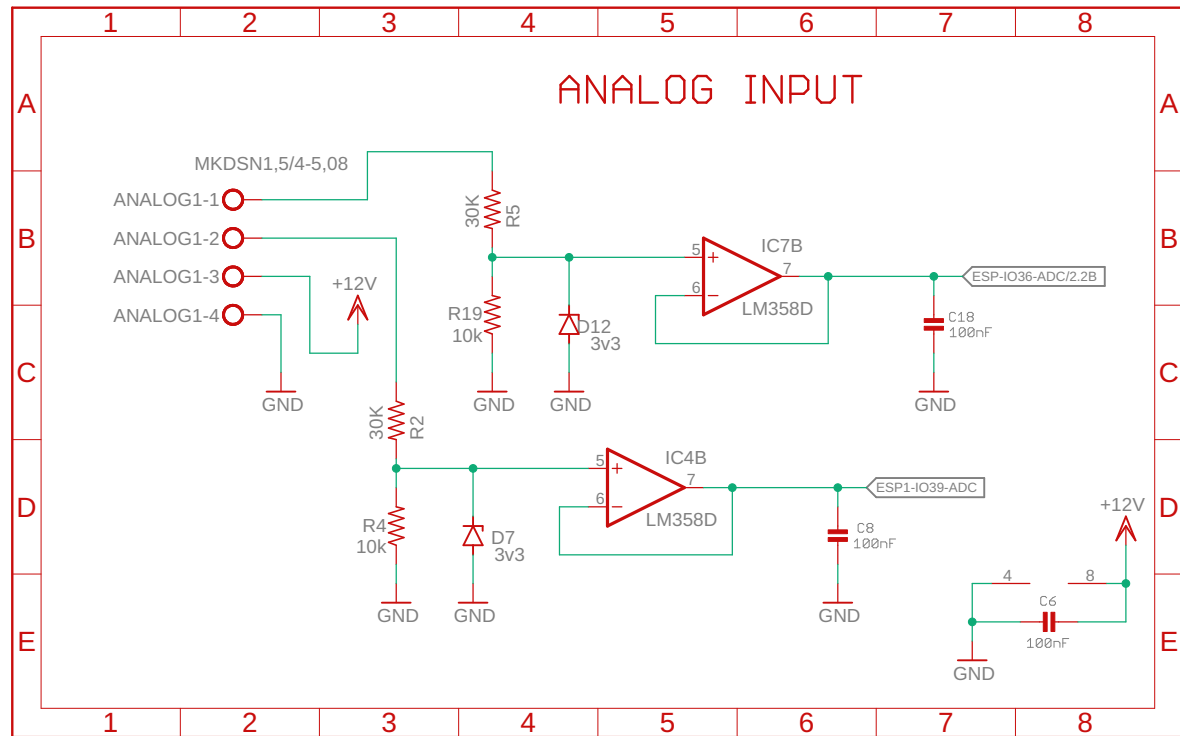 1 2 3 4 5 6 7 8
A A
ANALOG INPUT
MKDSN1,5/4-5,08
ANALOG1-1
ANALOG1-2
ANALOG1-3
ANALOG1-4
+12V
GND
B B
30K
R5
R19
10k
GND
D12
3v3
GND
5
6
+
−
7
IC7B
LM358D
ESP-IO36-ADC/2.2B
C18
100nF
GND
C C
30K
R2
D D
R4
10k
GND
D7
3v3
GND
5
6
+
−
7
IC4B
LM358D
ESP1-IO39-ADC
C8
100nF
GND
+12V
4 8
C6
100nF
GND
E E
1 2 3 4 5 6 7 8